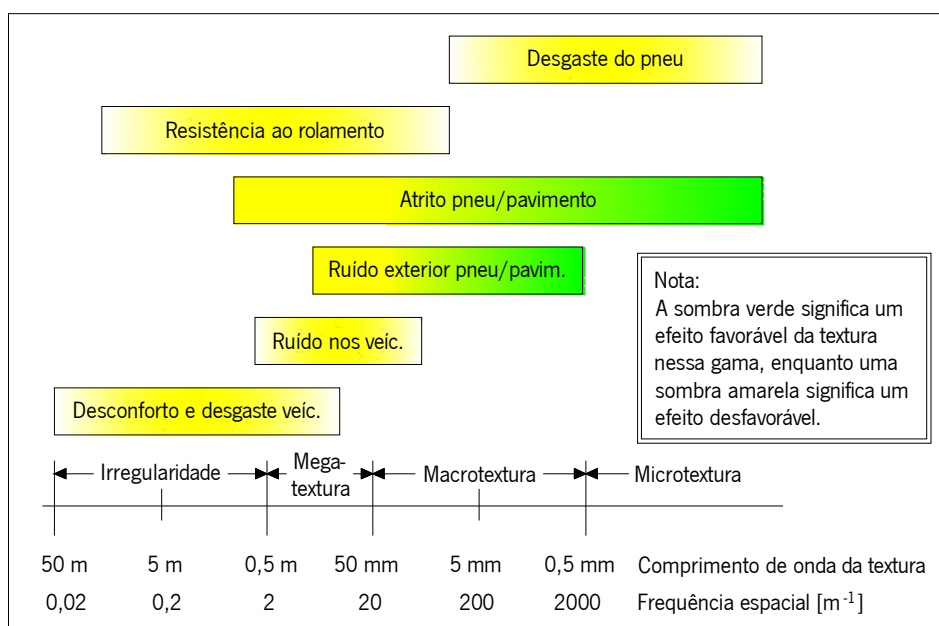 Desgaste do pneu
Resistência ao rolamento
Atrito pneu/pavimento
Ruído exterior pneu/pavim.
Ruído nos veíc.
Desconforto e desgaste veíc.
Nota:
A sombra verde significa um
efeito favorável da textura
nessa gama, enquanto uma
sombra amarela significa um
efeito desfavorável.
Irregularidade
Mega-
textura
Macrotextura
Microtextura
50 m 5 m 0,5 m 50 mm 5 mm 0,5 mm Comprimento de onda da textura
0,02 0,2 2 20 200 2000 Frequência espacial [m⁻¹]